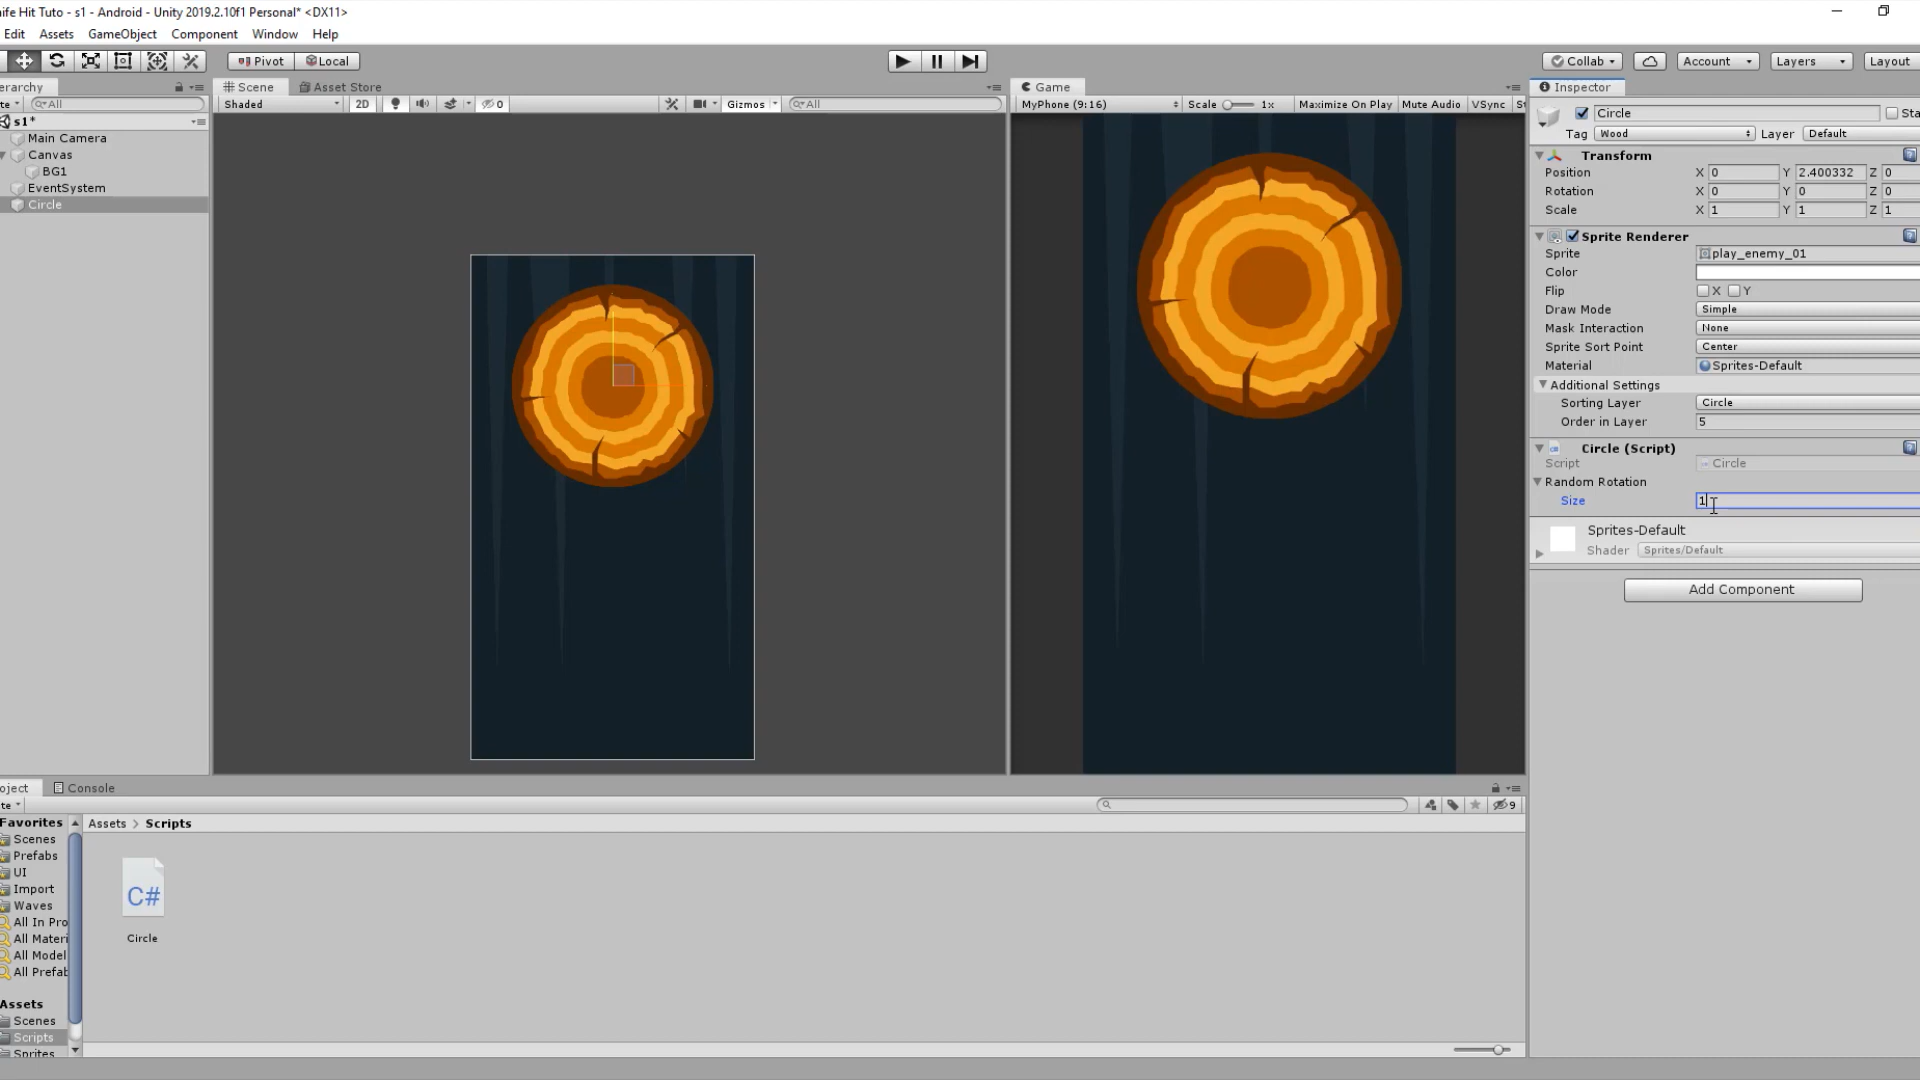 ife Hit Tuto - s1 - Android - Unity 2019.2.10f1 Personal* <DX11>
Edit Assets GameObject Component Window Help
Pivot Local Collab Account Layers Layout
erarchy Scene Asset Store Game Inspector
te All Shaded 2D 0 Gizmos All MyPhone (9:16) Scale 1x Maximize On Play Mute Audio VSync St
s1*
Main Camera
Canvas
BG1
EventSystem
Circle
Circle Sta
Tag Wood Layer Default
Transform
Position X 0 Y 2.400332 Z 0
Rotation X 0 Y 0 Z 0
Scale X 1 Y 1 Z 1
Sprite Renderer
Sprite play_enemy_01
Color
Flip X Y
Draw Mode Simple
Mask Interaction None
Sprite Sort Point Center
Material Sprites-Default
Additional Settings
Sorting Layer Circle
Order in Layer 5
Circle (Script)
Script Circle
Random Rotation
Size 1
Sprites-Default
Shader Sprites/Default
Add Component
oject Console
te 9
Favorites
Scenes
Prefabs
UI
Import
Waves
All In Pro
All Materi
All Model
All Prefab
Assets
Scenes
Scripts
Sprites
Assets > Scripts
C#
Circle